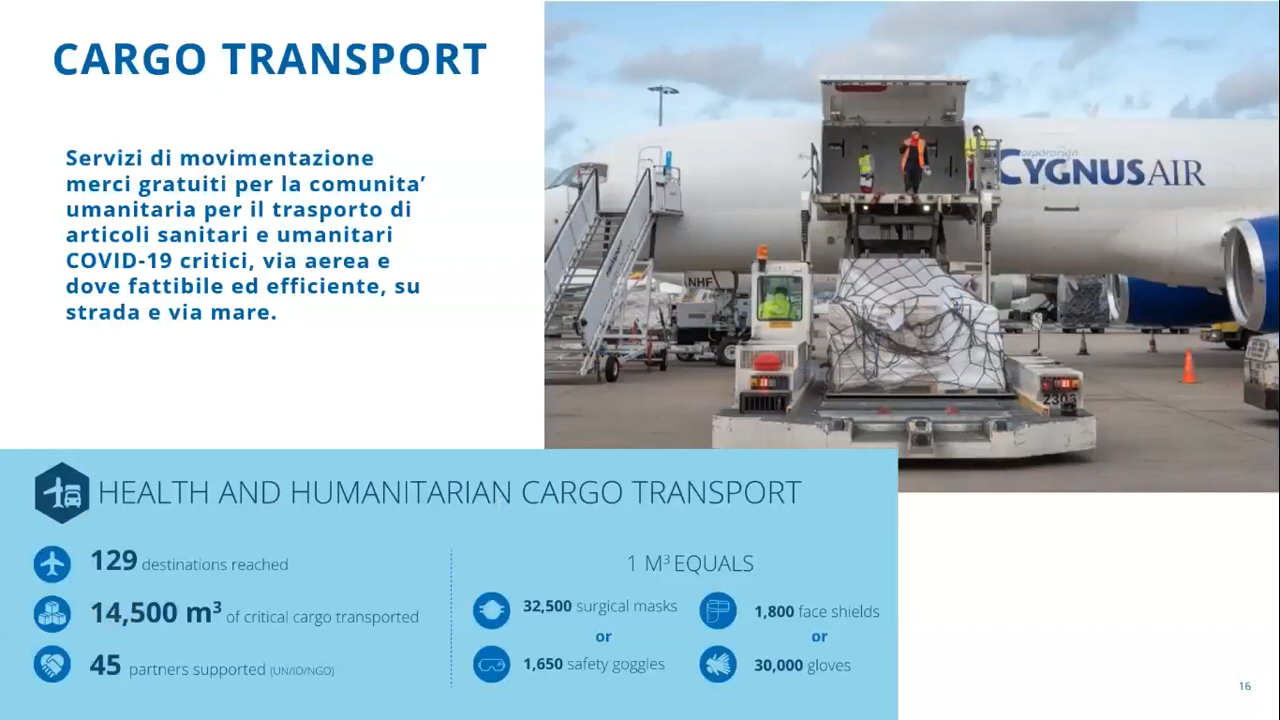 CARGO TRANSPORT
Servizi di movimentazione
merci gratuiti per la comunita’
umanitaria per il trasporto di
articoli sanitari e umanitari
COVID-19 critici, via aerea e
dove fattibile ed efficiente, su
strada e via mare.
Corporación
CYGNUS AIR
NHF
2306
HEALTH AND HUMANITARIAN CARGO TRANSPORT
129 destinations reached
14,500 m³ of critical cargo transported
45 partners supported (UN/IO/NGO)
1 M³ EQUALS
32,500 surgical masks
or
1,650 safety goggles
1,800 face shields
or
30,000 gloves
16